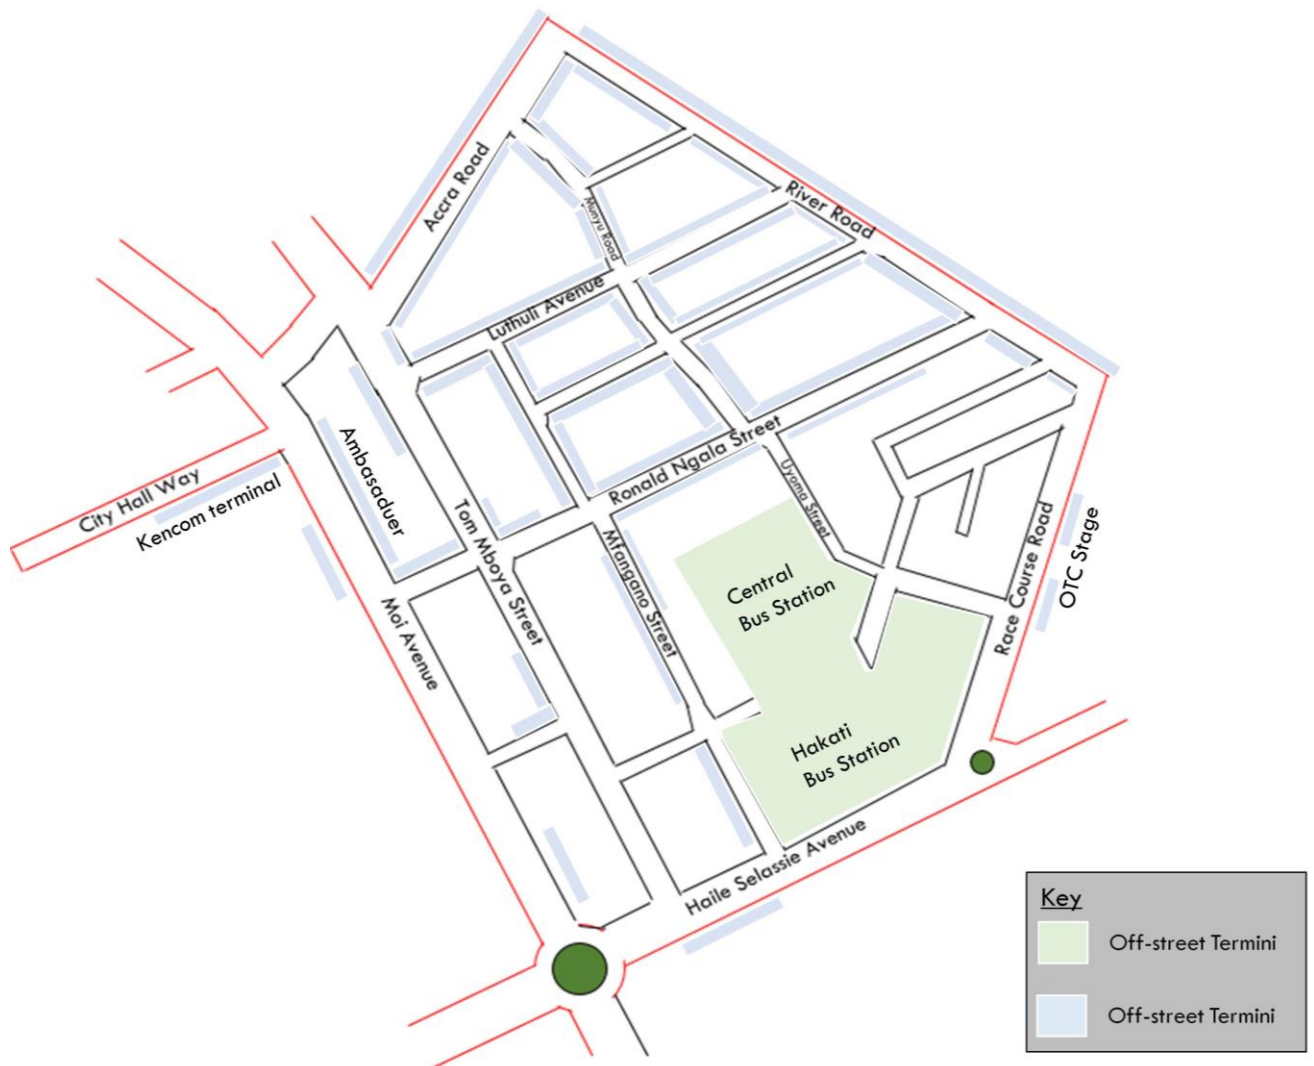 Accra Road
River Road
Munyu Road
Luthuli Avenue
Ambasaduer
City Hall Way
Kencom terminal
Ronald Ngala Street
Uyoma Street
Tom Mboya Street
Mfangano Street
Moi Avenue
Central
Bus Station
Race Course Road
OTC Stage
Hakati
Bus Station
Haile Selassie Avenue
Key
Off-street Termini
Off-street Termini